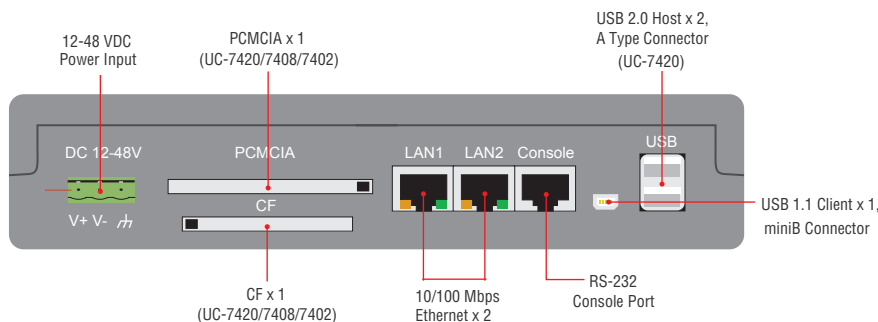 USB 2.0 Host x 2,
A Type Connector
(UC-7420)
12-48 VDC
Power Input
PCMCIA x 1
(UC-7420/7408/7402)
DC 12-48V
PCMCIA
LAN1
LAN2
Console
USB
CF
V+ V-
USB 1.1 Client x 1,
miniB Connector
CF x 1
(UC-7420/7408/7402)
10/100 Mbps
Ethernet x 2
RS-232
Console Port